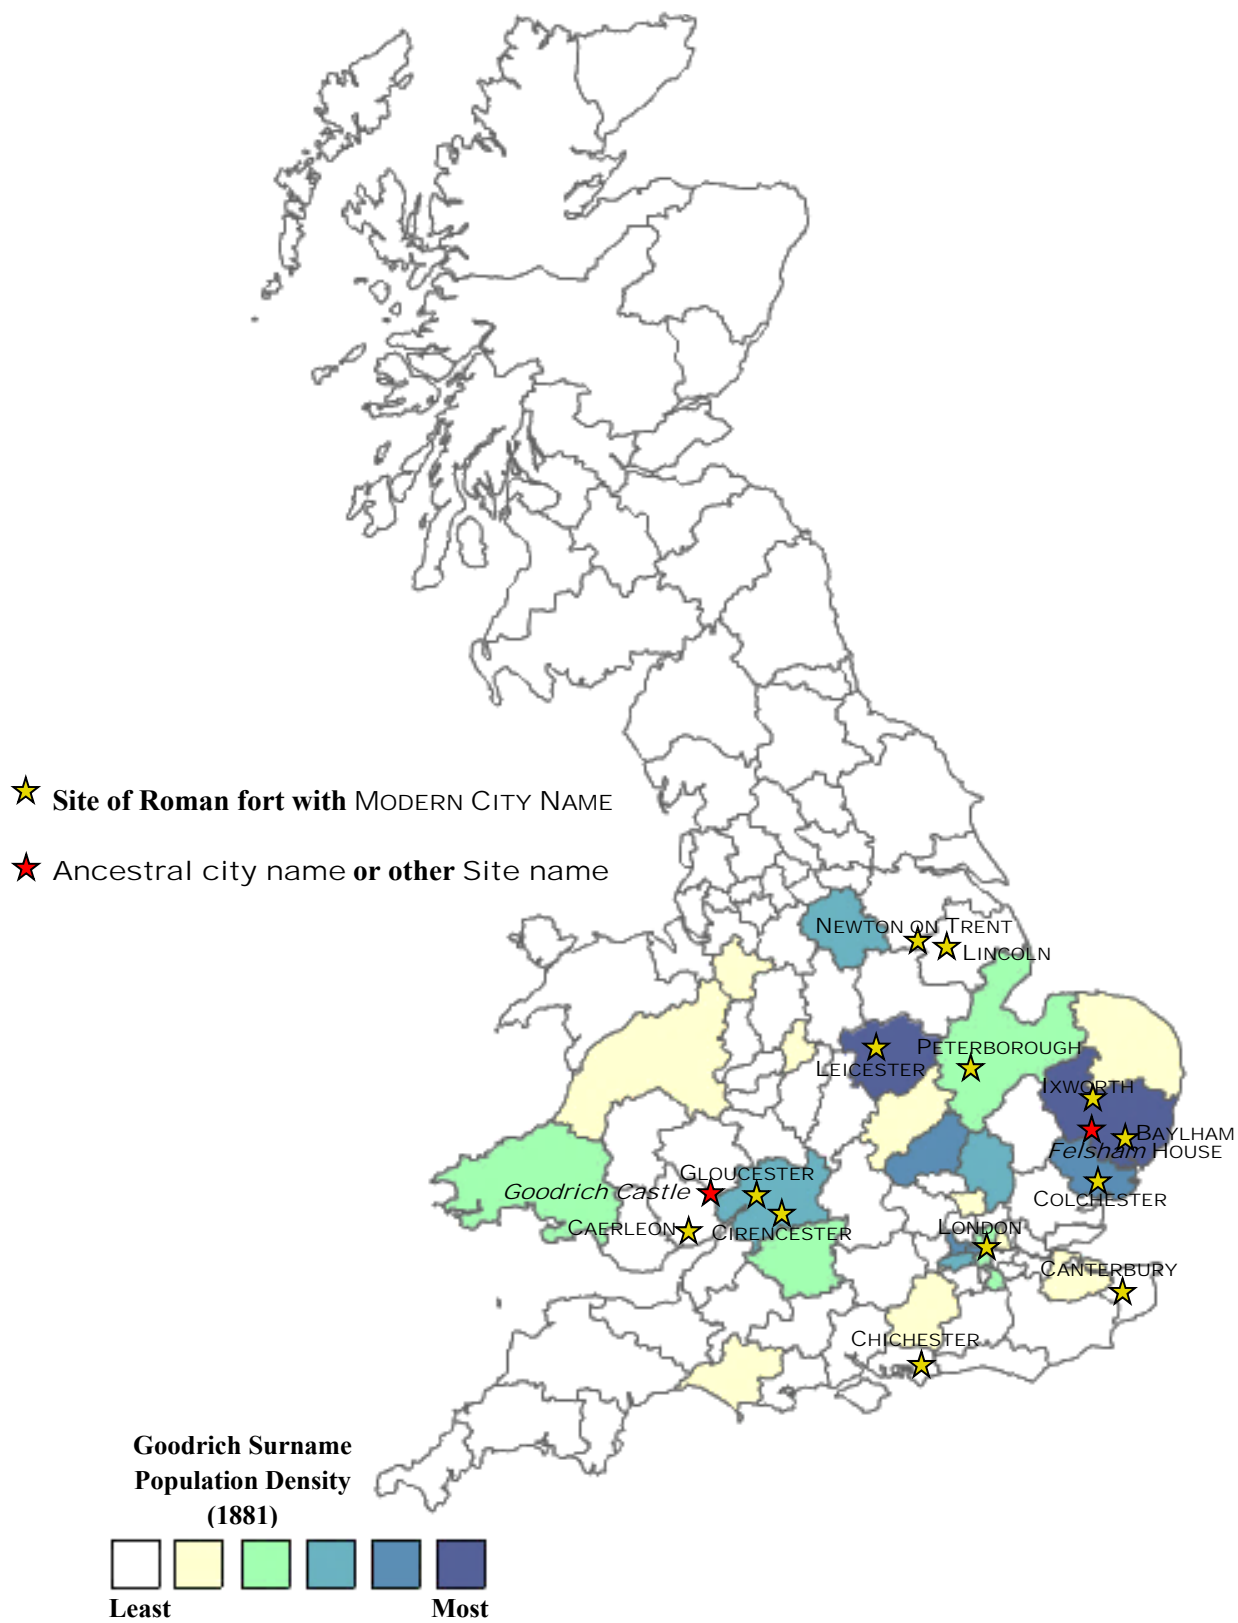 Site of Roman fort with MODERN CITY NAME
Ancestral city name or other Site name
NEWTON ON TRENT
LINCOLN
PETERBOROUGH
LEICESTER
IXWORTH
BAYLHAM
HOUSE
Felsham
COLCHESTER
GLOUCESTER
Goodrich Castle
CAERLEON
CIRENCESTER
LONDON
CANTERBURY
CHICHESTER
Goodrich Surname
Population Density
(1881)
Least
Most